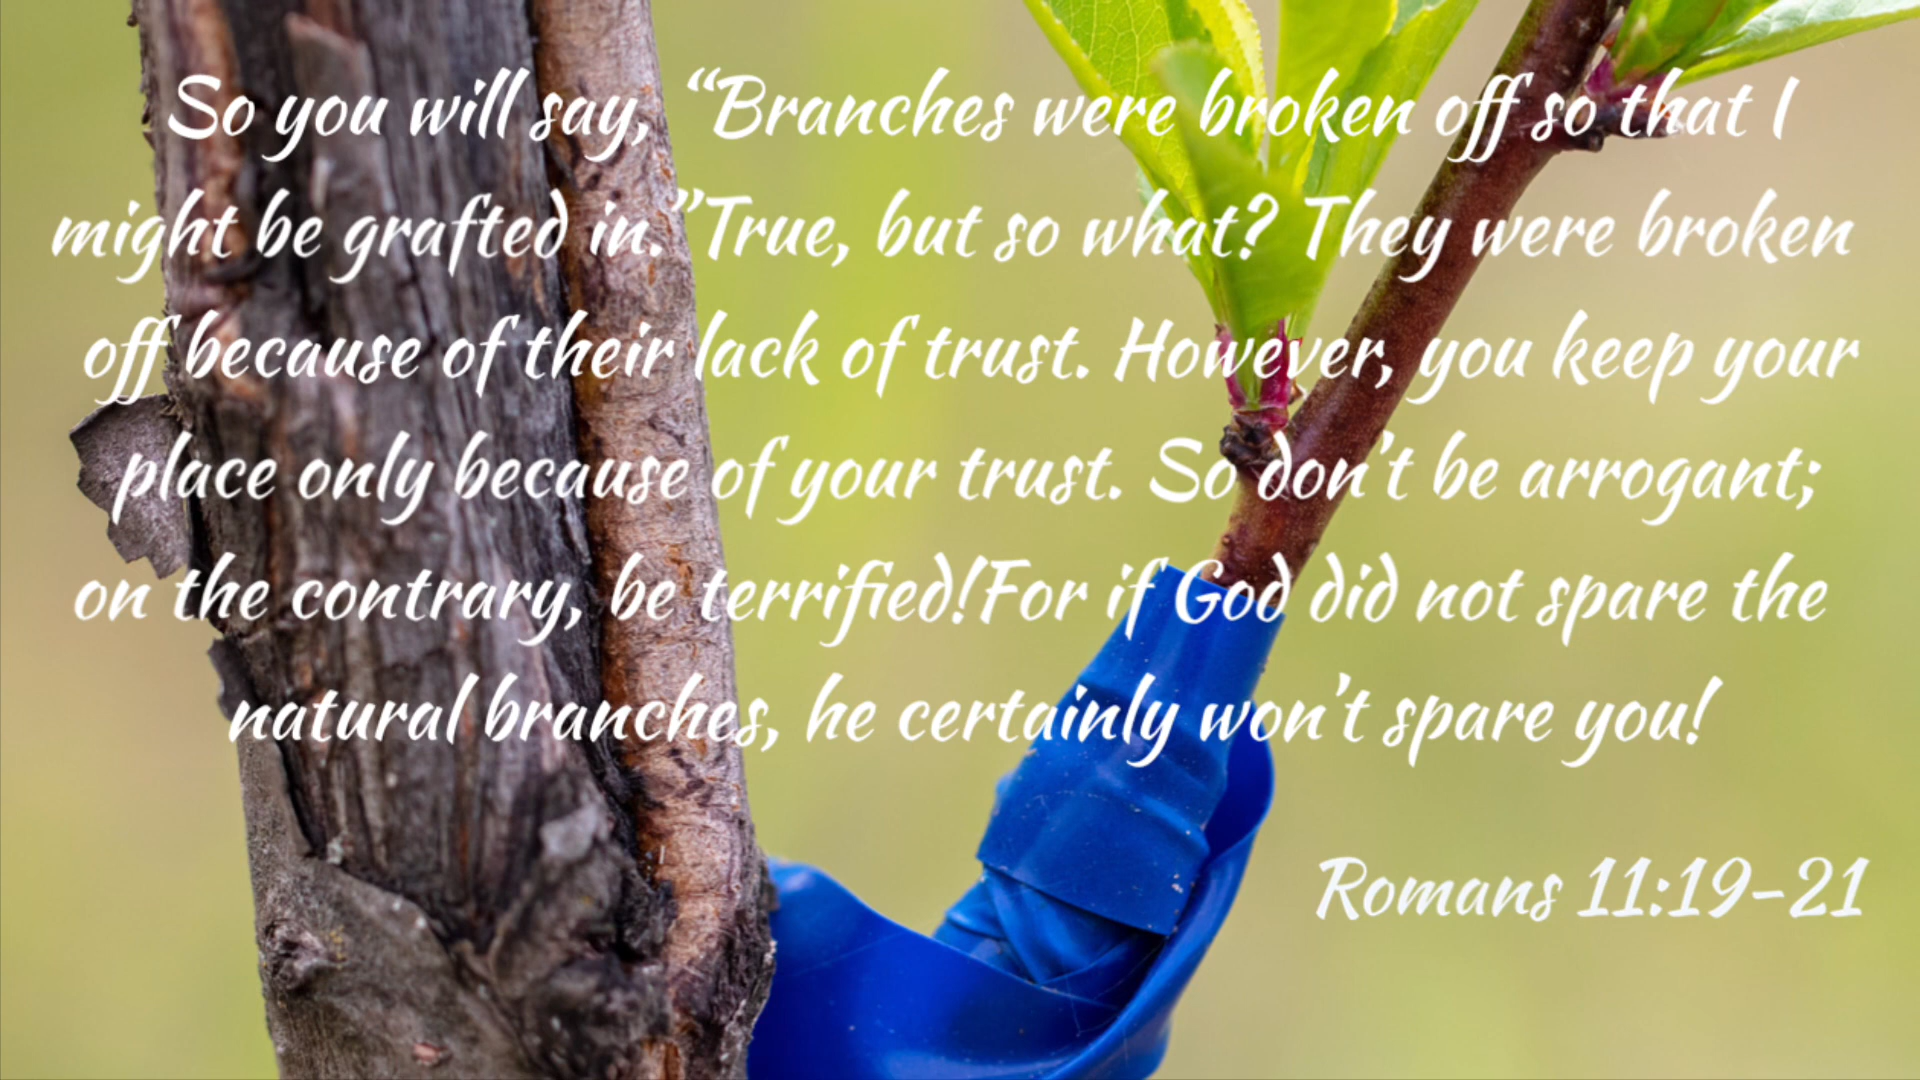 So you will say, “Branches were broken off so that I
might be grafted in.”True, but so what? They were broken
off because of their lack of trust. However, you keep your
place only because of your trust. So don't be arrogant;
on the contrary, be terrified!For if God did not spare the
natural branches, he certainly won't spare you!
Romans 11:19-21